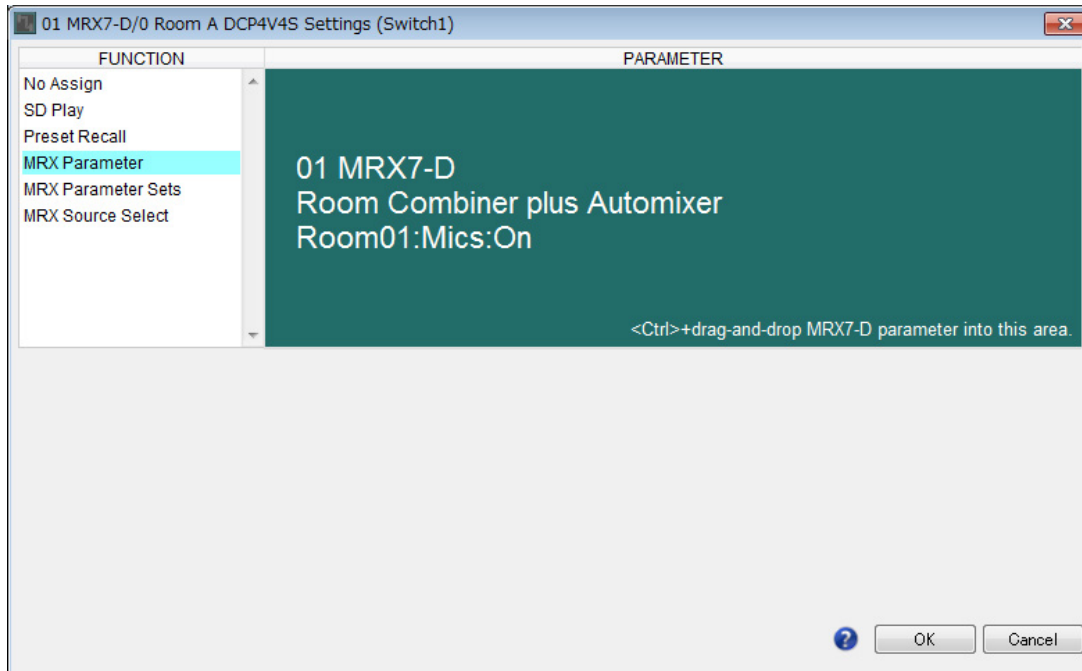 01 MRX7-D/0 Room A DCP4V4S Settings (Switch1)
FUNCTION
PARAMETER
No Assign
SD Play
Preset Recall
MRX Parameter
MRX Parameter Sets
MRX Source Select
01 MRX7-D
Room Combiner plus Automixer
Room01:Mics:On
<Ctrl>+drag-and-drop MRX7-D parameter into this area.
?
OK
Cancel